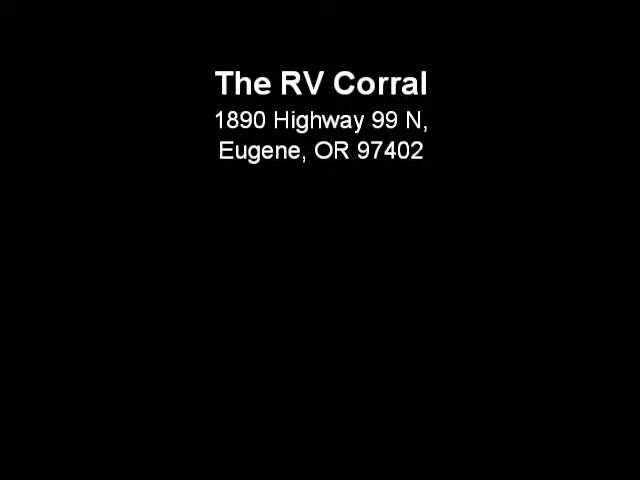 The RV Corral
1890 Highway 99 N,
Eugene, OR 97402